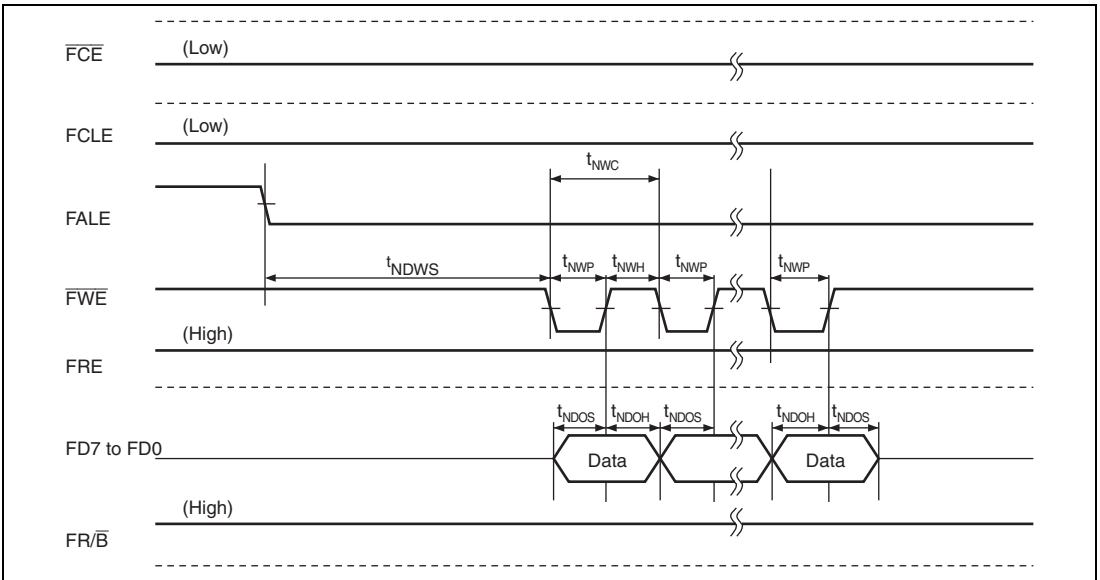 FCE (Low)
FCLE (Low)
tNWC
FALE
tNDWS tNWP tNWH tNWP tNWP
FWE
(High)
FRE
tNDOS tNDOH tNDOS tNDOH tNDOS
FD7 to FD0 Data Data
(High)
FR/B